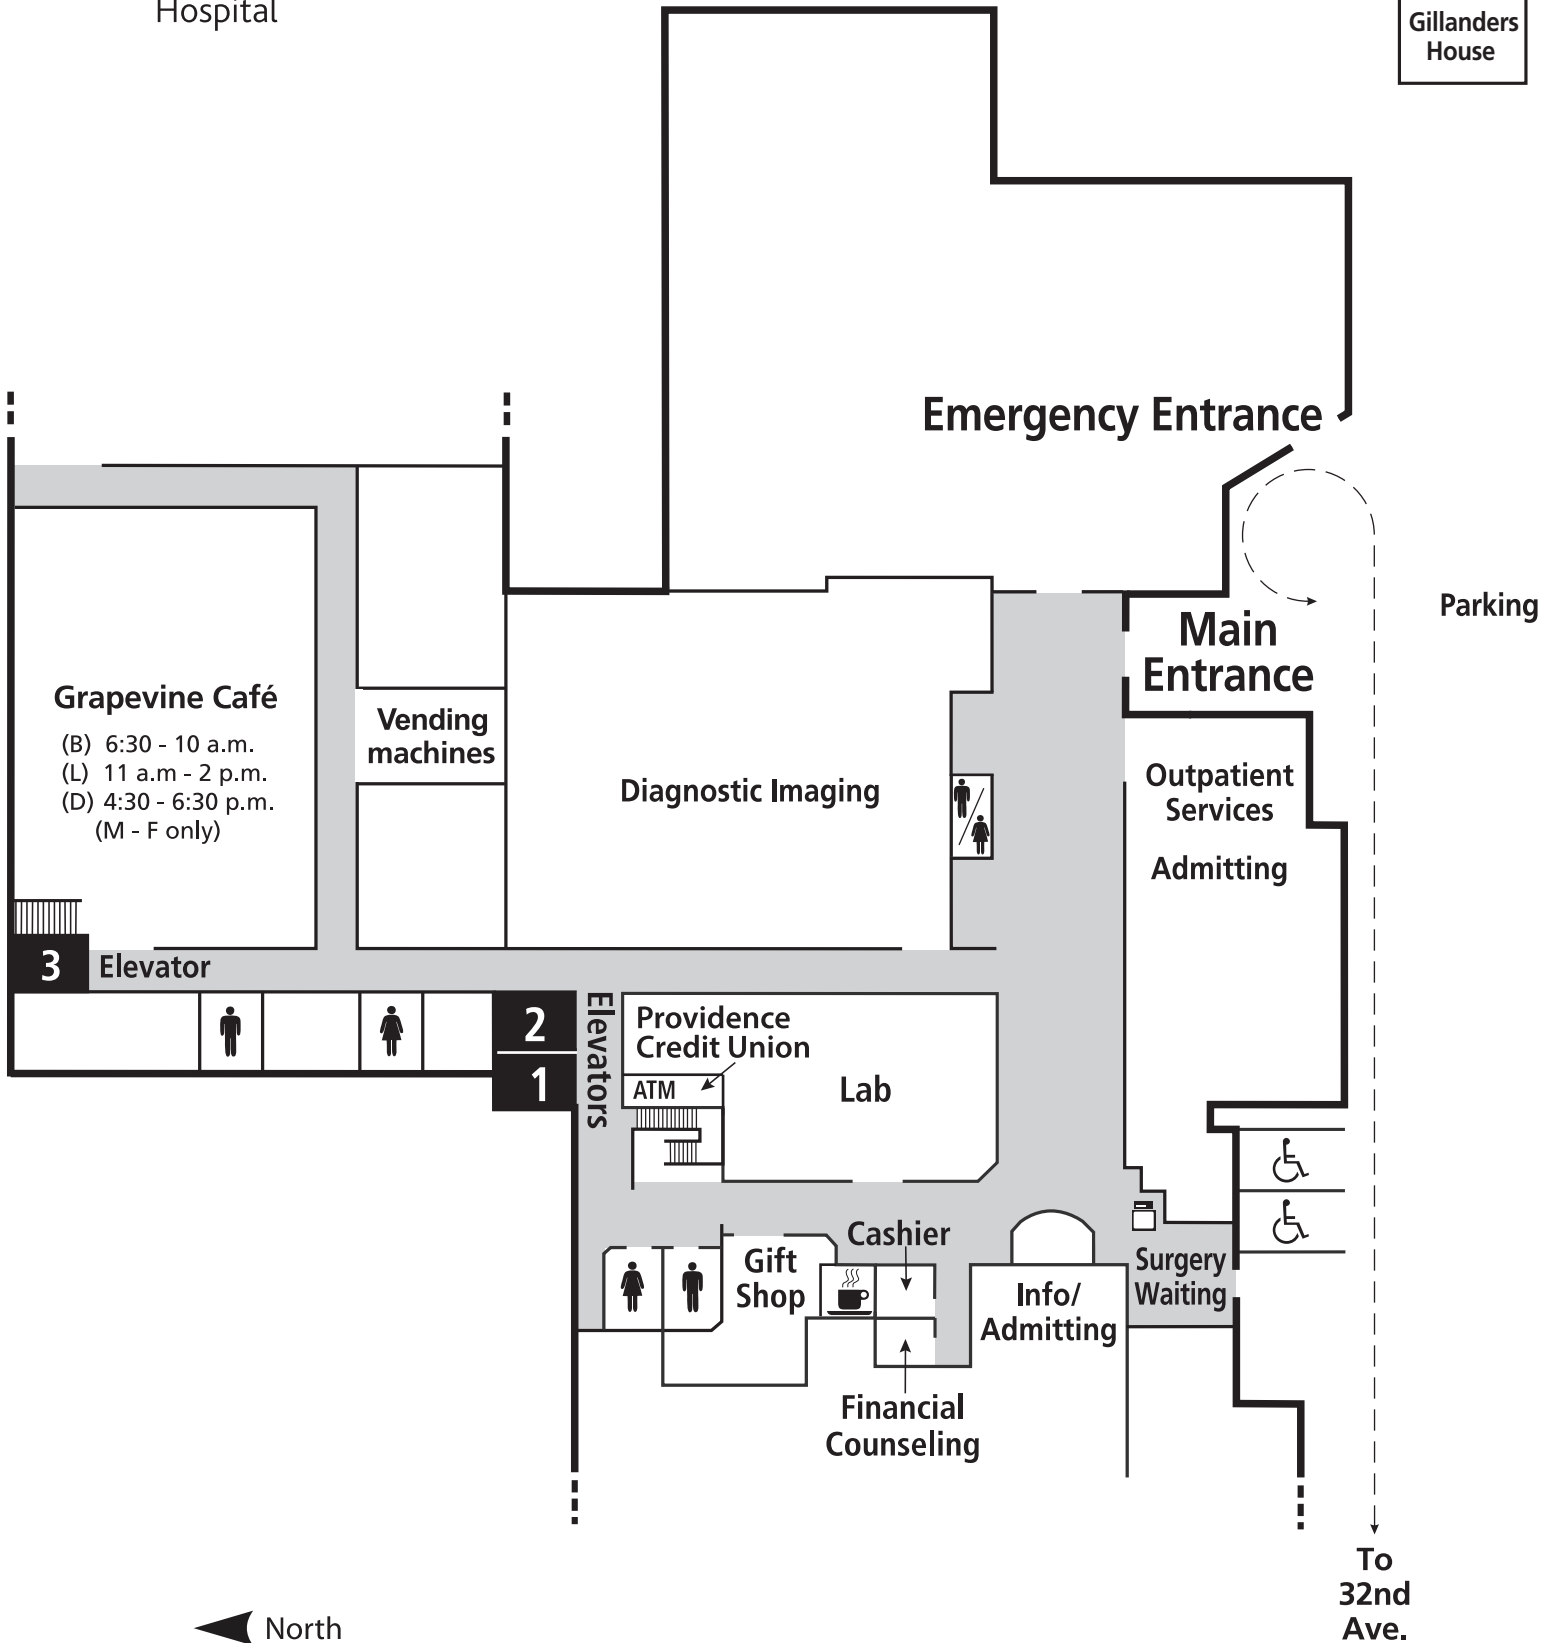 Hospital
Gillanders
House
Emergency Entrance
Parking
Main
Entrance
Grapevine Café
(B) 6:30 - 10 a.m.
(L) 11 a.m - 2 p.m.
(D) 4:30 - 6:30 p.m.
(M - F only)
Vending
machines
Diagnostic Imaging
Outpatient
Services
Admitting
3
Elevator
2
1
Elevators
Providence
Credit Union
ATM
Lab
Cashier
Gift
Shop
Info/
Admitting
Surgery
Waiting
Financial
Counseling
To
32nd
Ave.
North